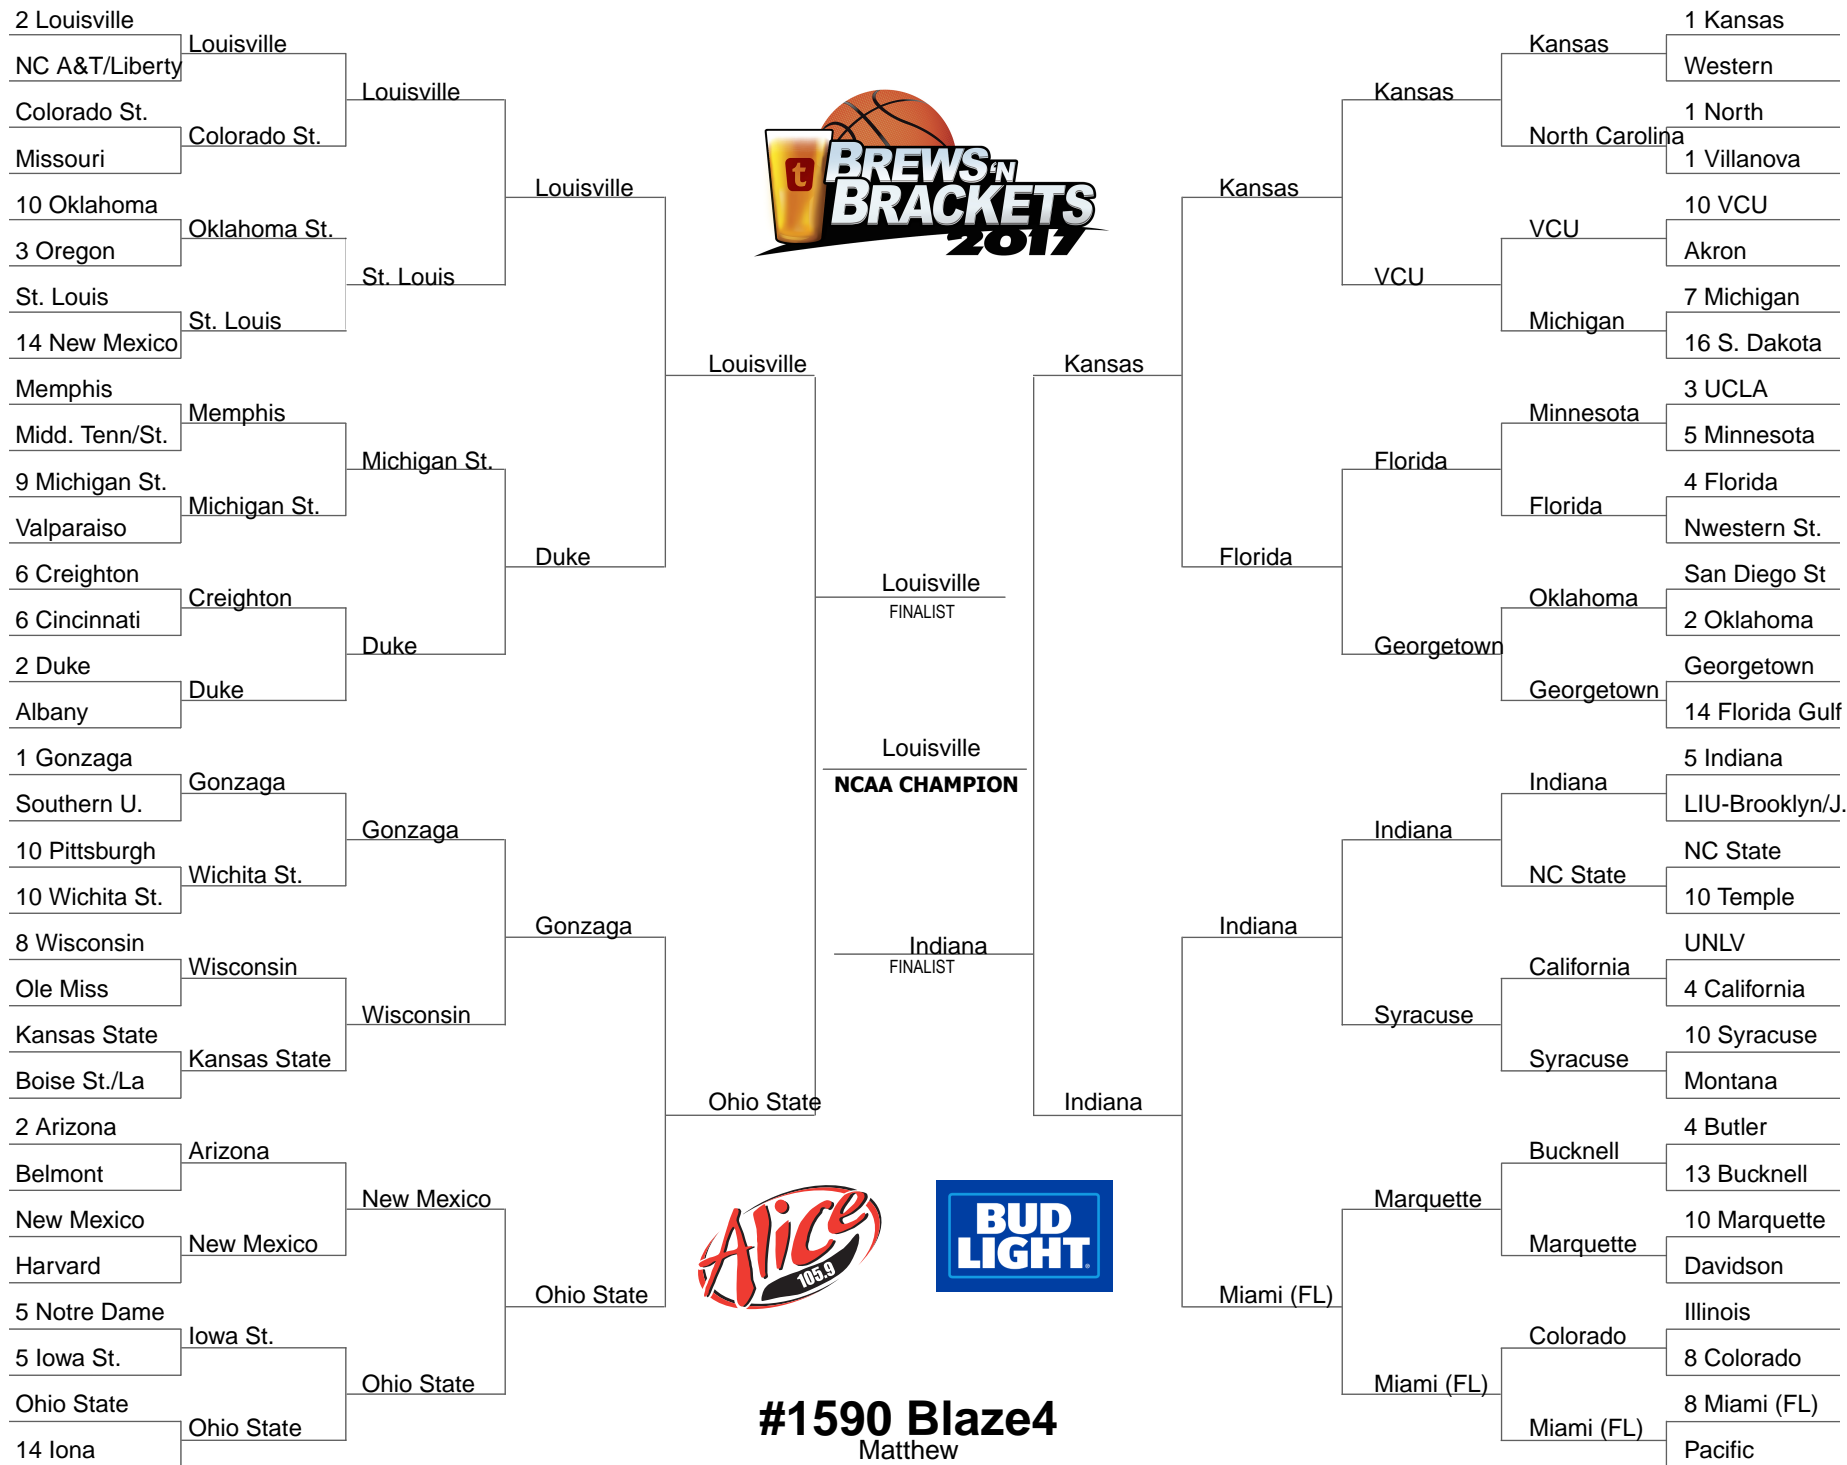 2 Louisville
NC A&T/Liberty
Colorado St.
Missouri
10 Oklahoma
3 Oregon
St. Louis
14 New Mexico
Memphis
Midd. Tenn/St.
9 Michigan St.
Valparaiso
6 Creighton
6 Cincinnati
2 Duke
Albany
1 Gonzaga
Southern U.
10 Pittsburgh
10 Wichita St.
8 Wisconsin
Ole Miss
Kansas State
Boise St./La
2 Arizona
Belmont
New Mexico
Harvard
5 Notre Dame
5 Iowa St.
Ohio State
14 Iona
Louisville
Colorado St.
Oklahoma St.
St. Louis
Memphis
Michigan St.
Creighton
Duke
Gonzaga
Wichita St.
Wisconsin
Kansas State
Arizona
New Mexico
Iowa St.
Ohio State
Louisville
St. Louis
Michigan St.
Duke
Gonzaga
Wisconsin
New Mexico
Ohio State
Louisville
Duke
Gonzaga
Ohio State
Louisville
Ohio State
t
BREWS 'N
BRACKETS
2017
Louisville
FINALIST
Louisville
NCAA CHAMPION
Indiana
FINALIST
Alice
105.9
BUD
LIGHT
#1590 Blaze4
Matthew
Kansas
Indiana
Kansas
Florida
Indiana
Miami (FL)
Kansas
VCU
Florida
Georgetown
Indiana
Syracuse
Marquette
Miami (FL)
Kansas
North Carolina
VCU
Michigan
Minnesota
Florida
Oklahoma
Georgetown
Indiana
NC State
California
Syracuse
Bucknell
Marquette
Colorado
Miami (FL)
1 Kansas
Western
1 North
1 Villanova
10 VCU
Akron
7 Michigan
16 S. Dakota
3 UCLA
5 Minnesota
4 Florida
Nwestern St.
San Diego St
2 Oklahoma
Georgetown
14 Florida Gulf
5 Indiana
LIU-Brooklyn/J.
NC State
10 Temple
UNLV
4 California
10 Syracuse
Montana
4 Butler
13 Bucknell
10 Marquette
Davidson
Illinois
8 Colorado
8 Miami (FL)
Pacific